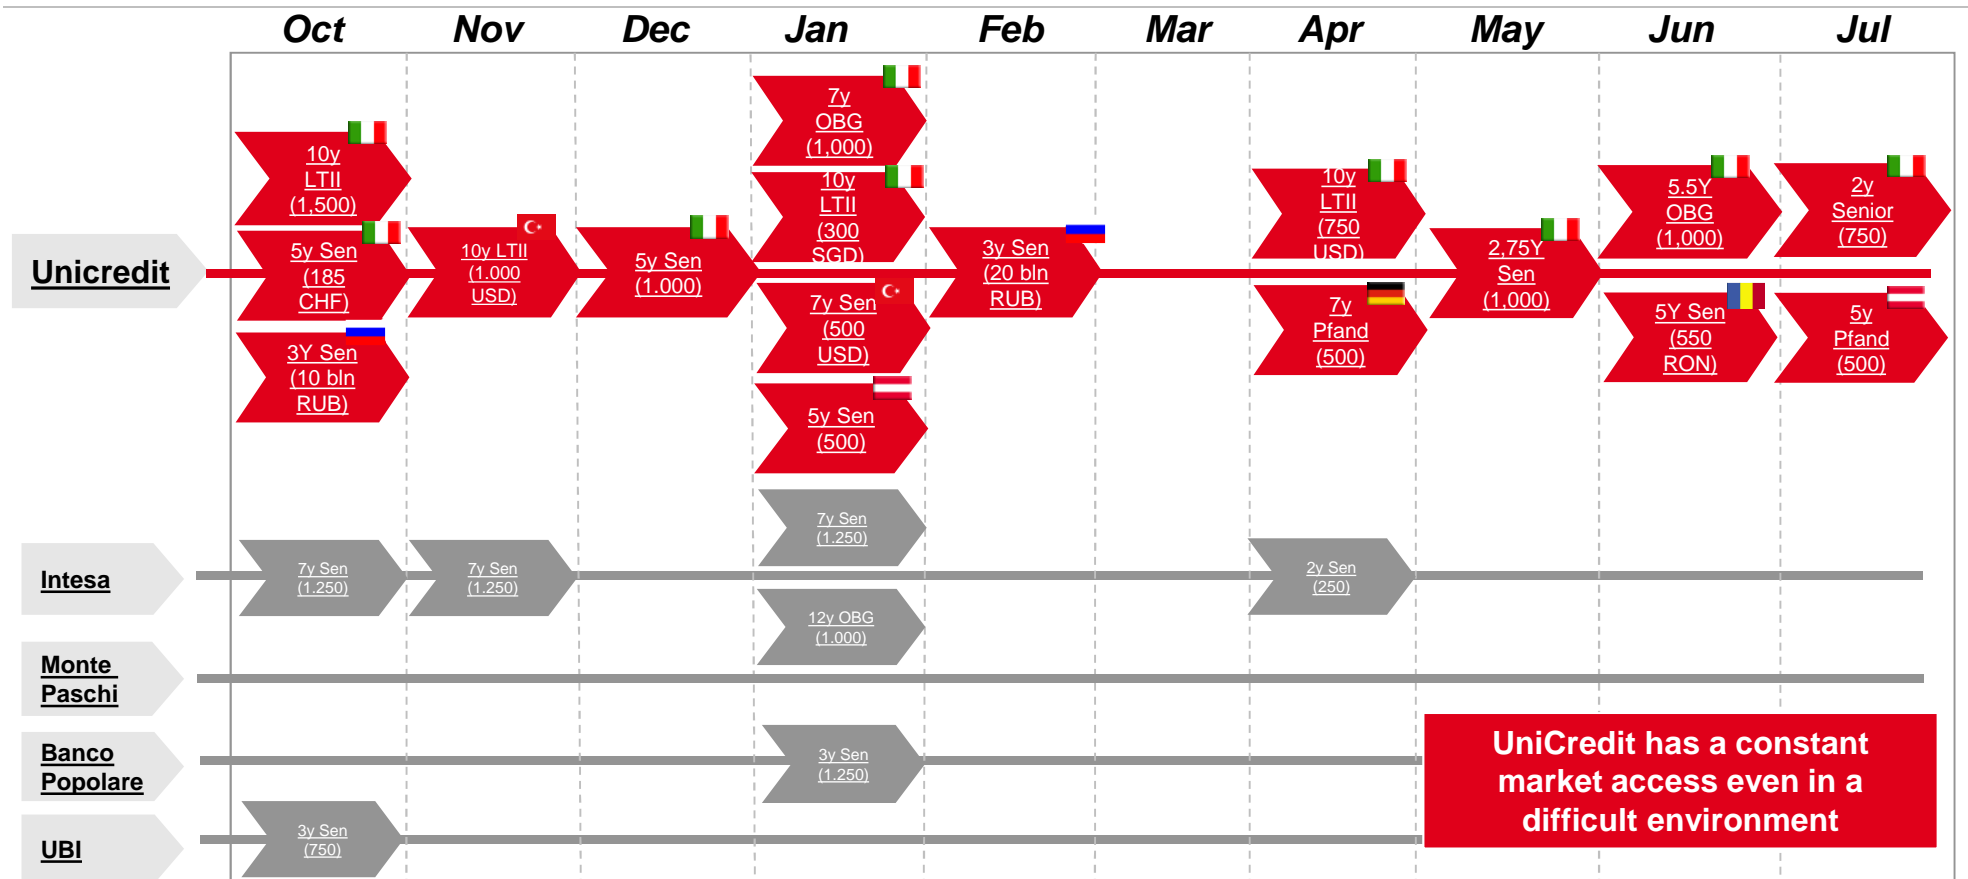 Oct Nov Dec Jan Feb Mar Apr May Jun Jul
Unicredit
10y
LTII
(1,500)
5y Sen
(185
CHF)
3Y Sen
(10 bln
RUB)
10y LTII
(1.000
USD)
5y Sen
(1.000)
7y
OBG
(1,000)
10y
LTII
(300
SGD)
7y Sen
(500
USD)
5y Sen
(500)
3y Sen
(20 bln
RUB)
10y
LTII
(750
USD)
7y
Pfand
(500)
2,75Y
Sen
(1,000)
5.5Y
OBG
(1,000)
5Y Sen
(550
RON)
2y
Senior
(750)
5y
Pfand
(500)
Intesa
7y Sen
(1.250)
7y Sen
(1.250)
7y Sen
(1.250)
12y OBG
(1.000)
2y Sen
(250)
Monte
Paschi
Banco
Popolare
3y Sen
(1.250)
UBI
3y Sen
(750)
UniCredit has a constant
market access even in a
difficult environment